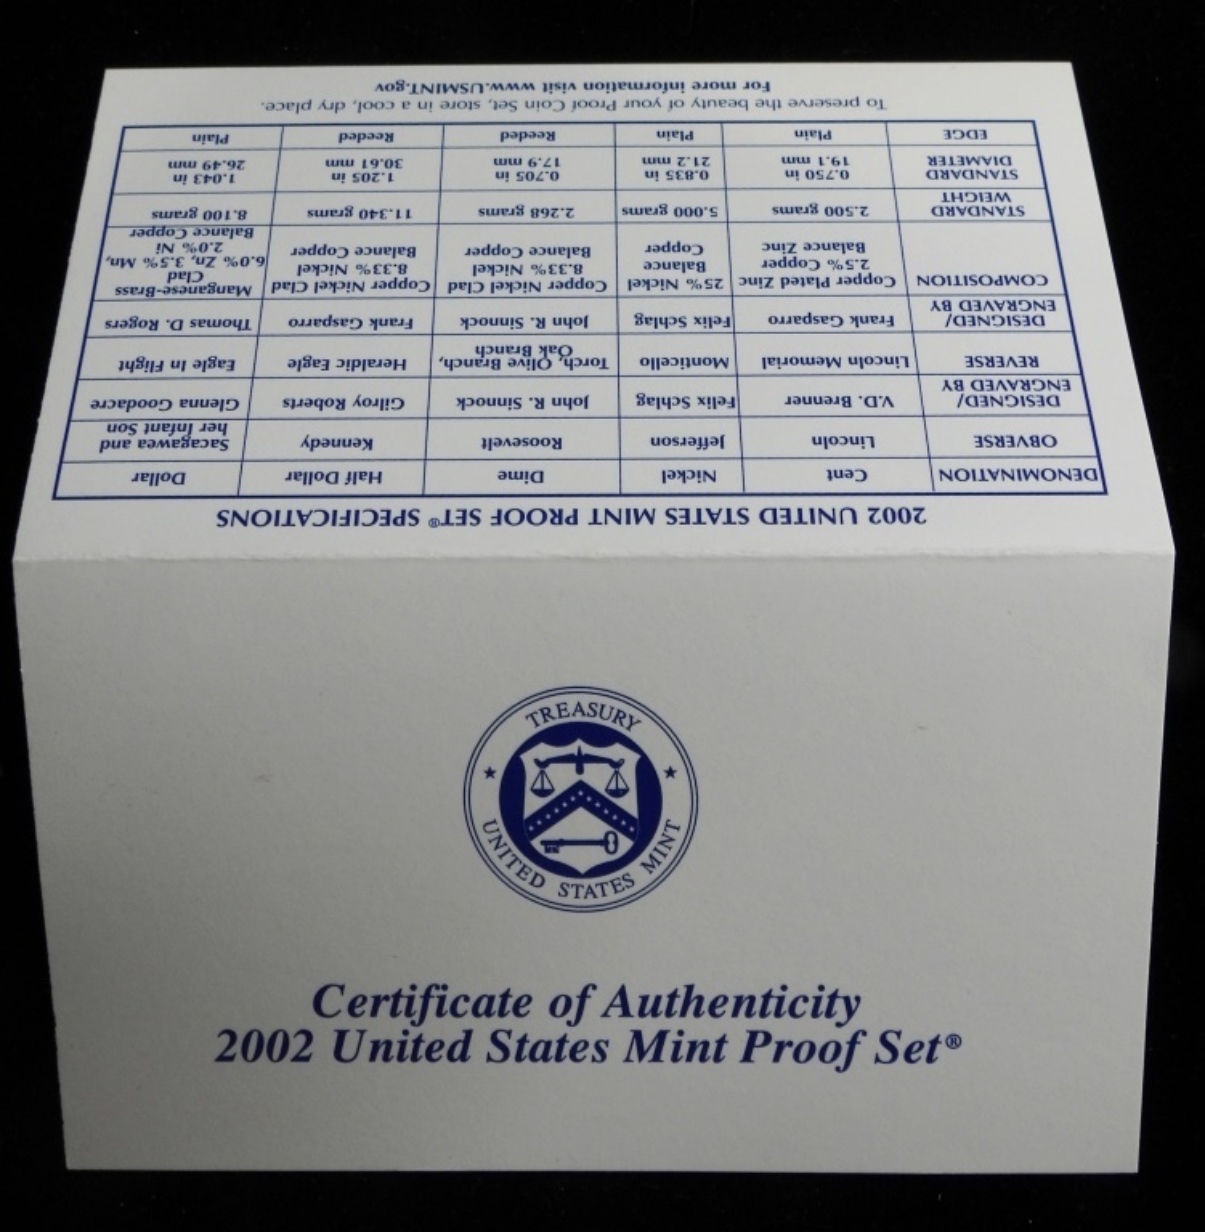 TREASURY
UNITED STATES MINT
Certificate of Authenticity
2002 United States Mint Proof Set®
2002 UNITED STATES MINT PROOF SET® SPECIFICATIONS
DENOMINATION Cent Nickel Dime Half Dollar Dollar
OBVERSE Lincoln Jefferson Roosevelt Kennedy Sacagawea and
her Infant Son
DESIGNED/
ENGRAVED BY V.D. Brenner Felix Schlag John R. Sinnock Gilroy Roberts Glenna Goodacre
REVERSE Lincoln Memorial Monticello Torch, Olive Branch,
Oak Branch Heraldic Eagle Eagle In Flight
DESIGNED/
ENGRAVED BY Frank Gasparro Felix Schlag John R. Sinnock Frank Gasparro Thomas D. Rogers
COMPOSITION Copper Plated Zinc
2.5% Copper
Balance Zinc
25% Nickel
Balance
Copper
Copper Nickel Clad
8.33% Nickel
Balance Copper
Copper Nickel Clad
8.33% Nickel
Balance Copper
Manganese-Brass
Clad
6.0% Zn, 3.5% Mn,
2.0% Ni
Balance Copper
STANDARD
WEIGHT 2.500 grams 5.000 grams 2.268 grams 11.340 grams 8.100 grams
STANDARD
DIAMETER
0.750 in 0.835 in 0.705 in 1.205 in 1.043 in
19.1 mm 21.2 mm 17.9 mm 30.61 mm 26.49 mm
EDGE Plain Plain Reeded Reeded Plain
To preserve the beauty of your Proof Coin Set, store in a cool, dry place.
For more information visit www.USMINT.gov